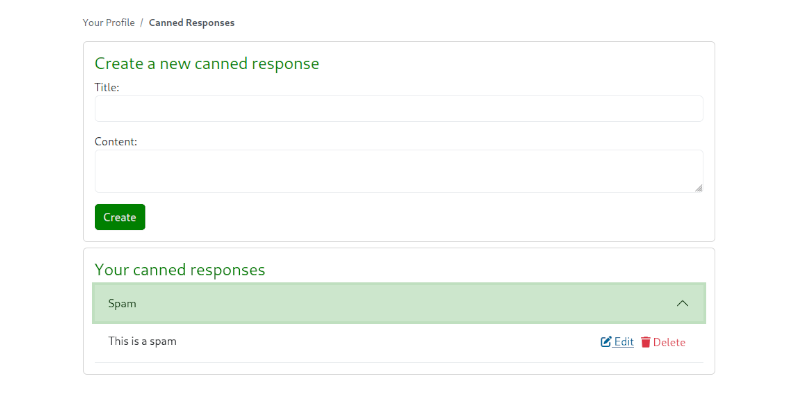 Your Profile / Canned Responses
Create a new canned response
Title:
Content:
Create
Your canned responses
Spam
This is a spam Edit Delete